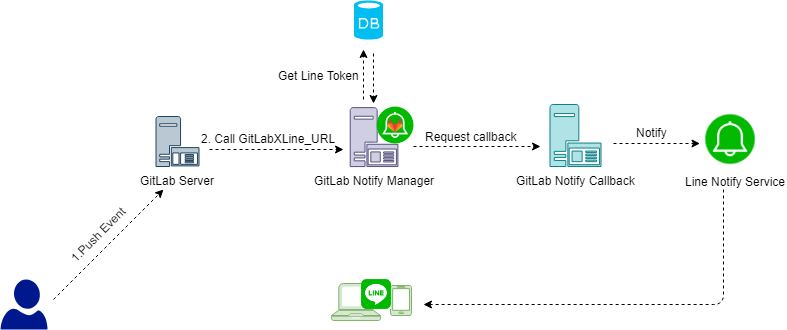 DB
Get Line Token
2. Call GitLabXLine_URL
Request callback
Notify
GitLab Server
GitLab Notify Manager
GitLab Notify Callback
Line Notify Service
1.Push Event
LINE